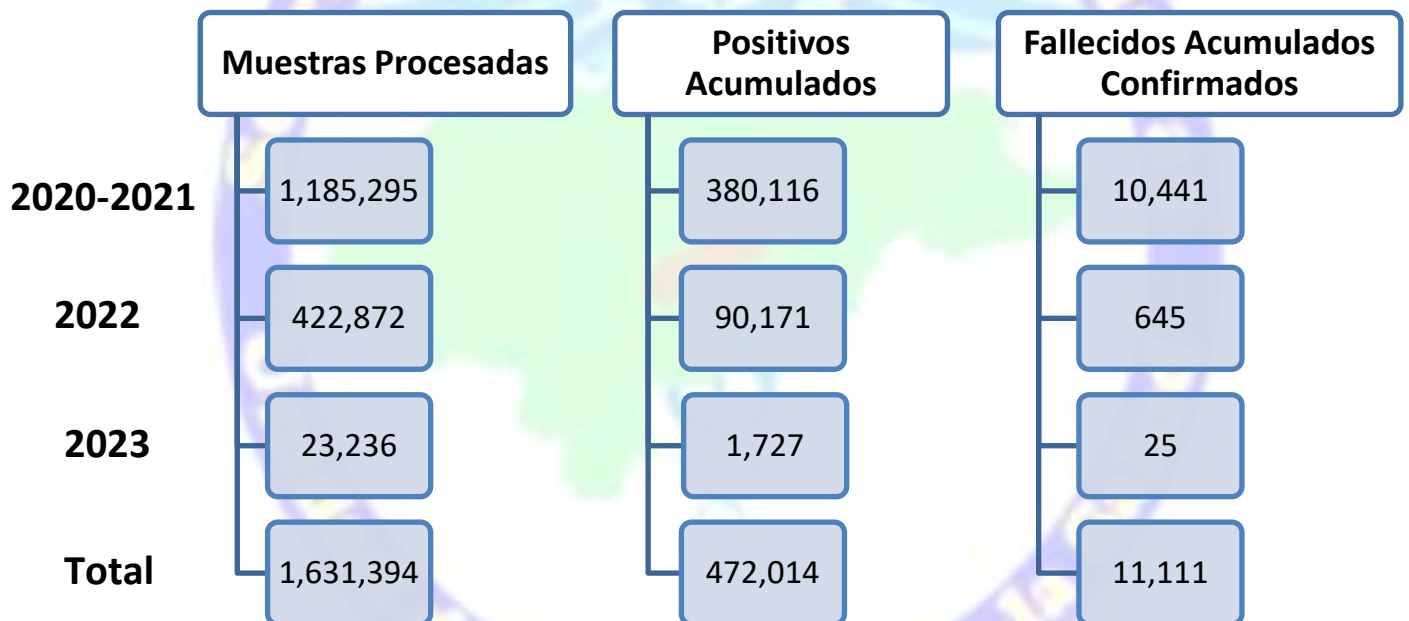 Muestras Procesadas
Positivos
Acumulados
Fallecidos Acumulados
Confirmados
2020-2021
1,185,295
380,116
10,441
2022
422,872
90,171
645
2023
23,236
1,727
25
Total
1,631,394
472,014
11,111